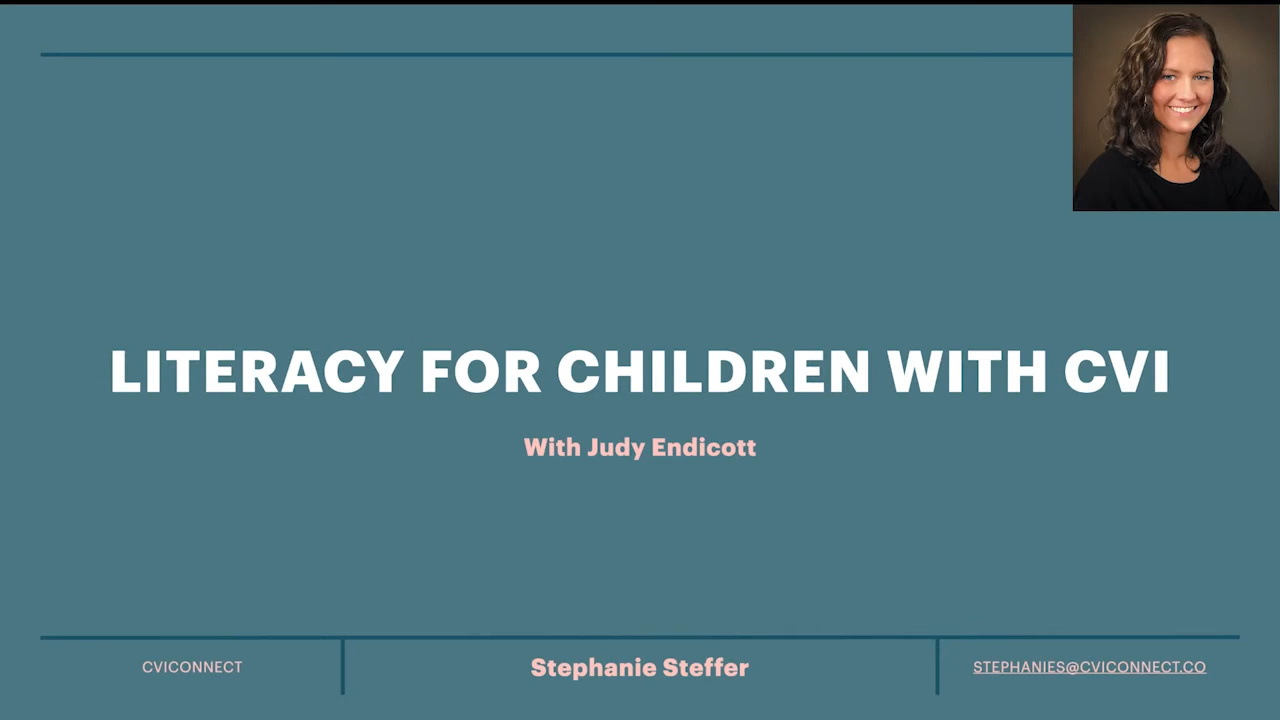 LITERACY FOR CHILDREN WITH CVI
With Judy Endicott
CVICONNECT
Stephanie Steffer
STEPHANIES@CVICONNECT.CO